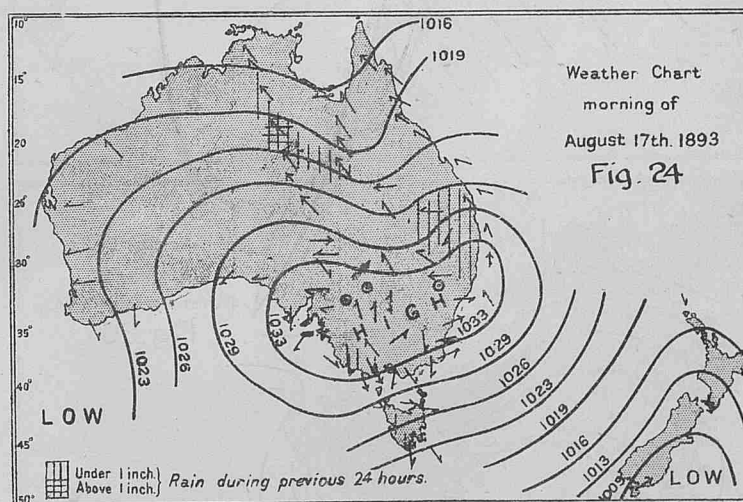 10°
1016
1019
Weather Chart
morning of
August 17th. 1893
Fig. 24
15°
20°
25°
30°
35°
40°
45°
50°
H I G H
1033
1033
1029
1026
1023
1029
1026
1023
1019
1016
1013
1009
LOW
LOW
Under 1 inch.} Rain during previous 24 hours.
Above 1 inch.}